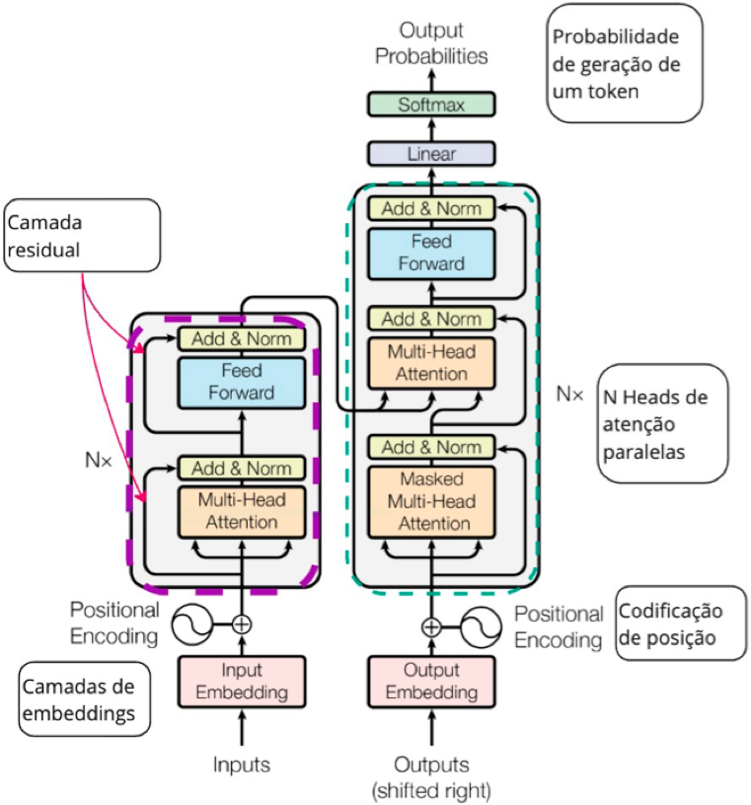 Output
Probabilities
Probabilidade
de geração de
um token
Softmax
Linear
Add & Norm
Feed
Forward
Add & Norm
Multi-Head
Attention
Add & Norm
Masked
Multi-Head
Attention
Nx
N Heads de
atenção
paralelas
Camada
residual
Add & Norm
Feed
Forward
Nx
Add & Norm
Multi-Head
Attention
Positional
Encoding
Positional
Encoding
Codificação
de posição
Camadas de
embeddings
Input
Embedding
Output
Embedding
Inputs
Outputs
(shifted right)